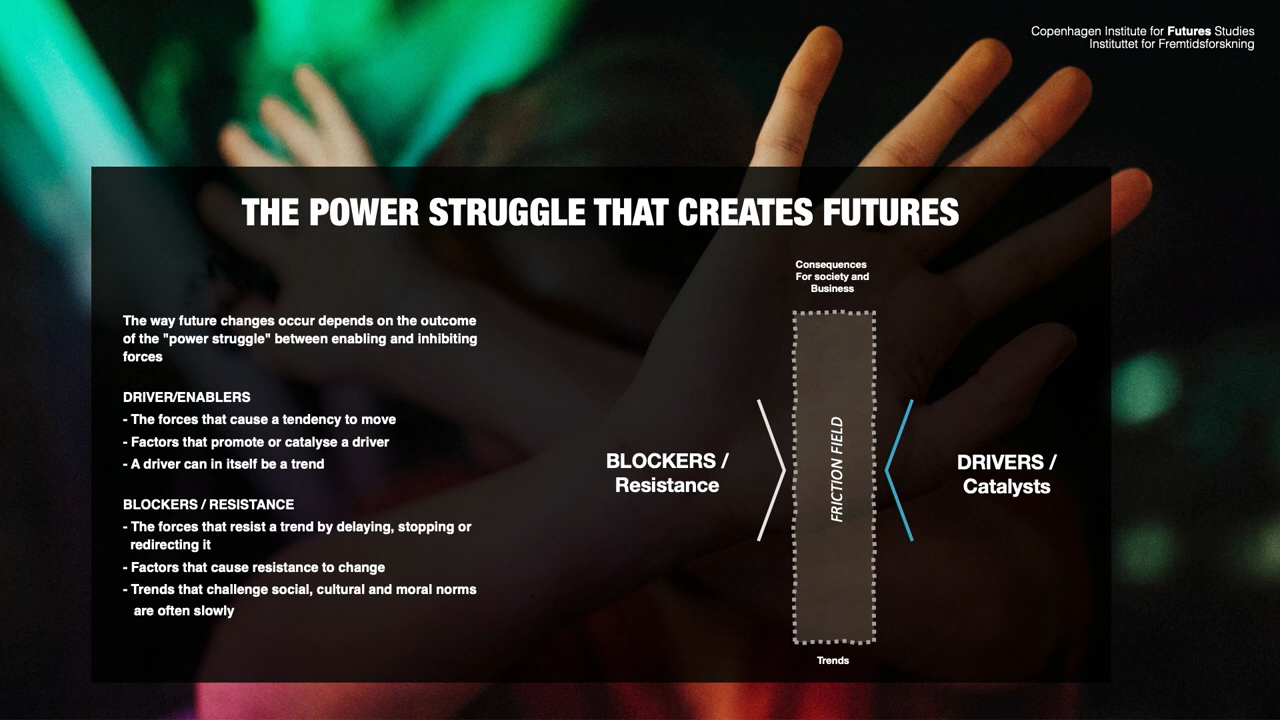 Copenhagen Institute for Futures Studies
Instituttet for Fremtidsforskning
THE POWER STRUGGLE THAT CREATES FUTURES
The way future changes occur depends on the outcome
of the "power struggle" between enabling and inhibiting
forces
DRIVER/ENABLERS
- The forces that cause a tendency to move
- Factors that promote or catalyse a driver
- A driver can in itself be a trend
BLOCKERS / RESISTANCE
- The forces that resist a trend by delaying, stopping or
redirecting it
- Factors that cause resistance to change
- Trends that challenge social, cultural and moral norms
are often slowly
Consequences
For society and
Business
BLOCKERS /
Resistance
FRICTION FIELD
DRIVERS /
Catalysts
Trends